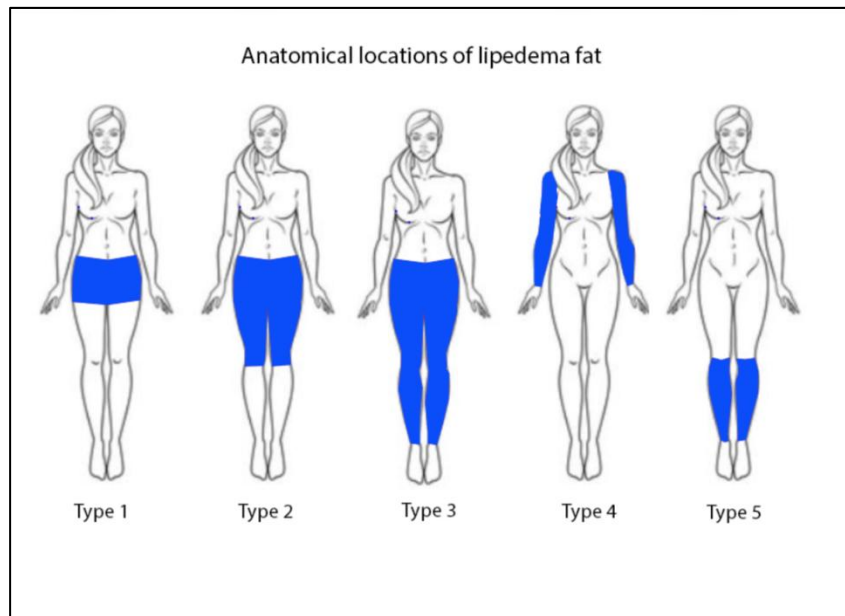 Anatomical locations of lipedema fat
Type 1
Type 2
Type 3
Type 4
Type 5